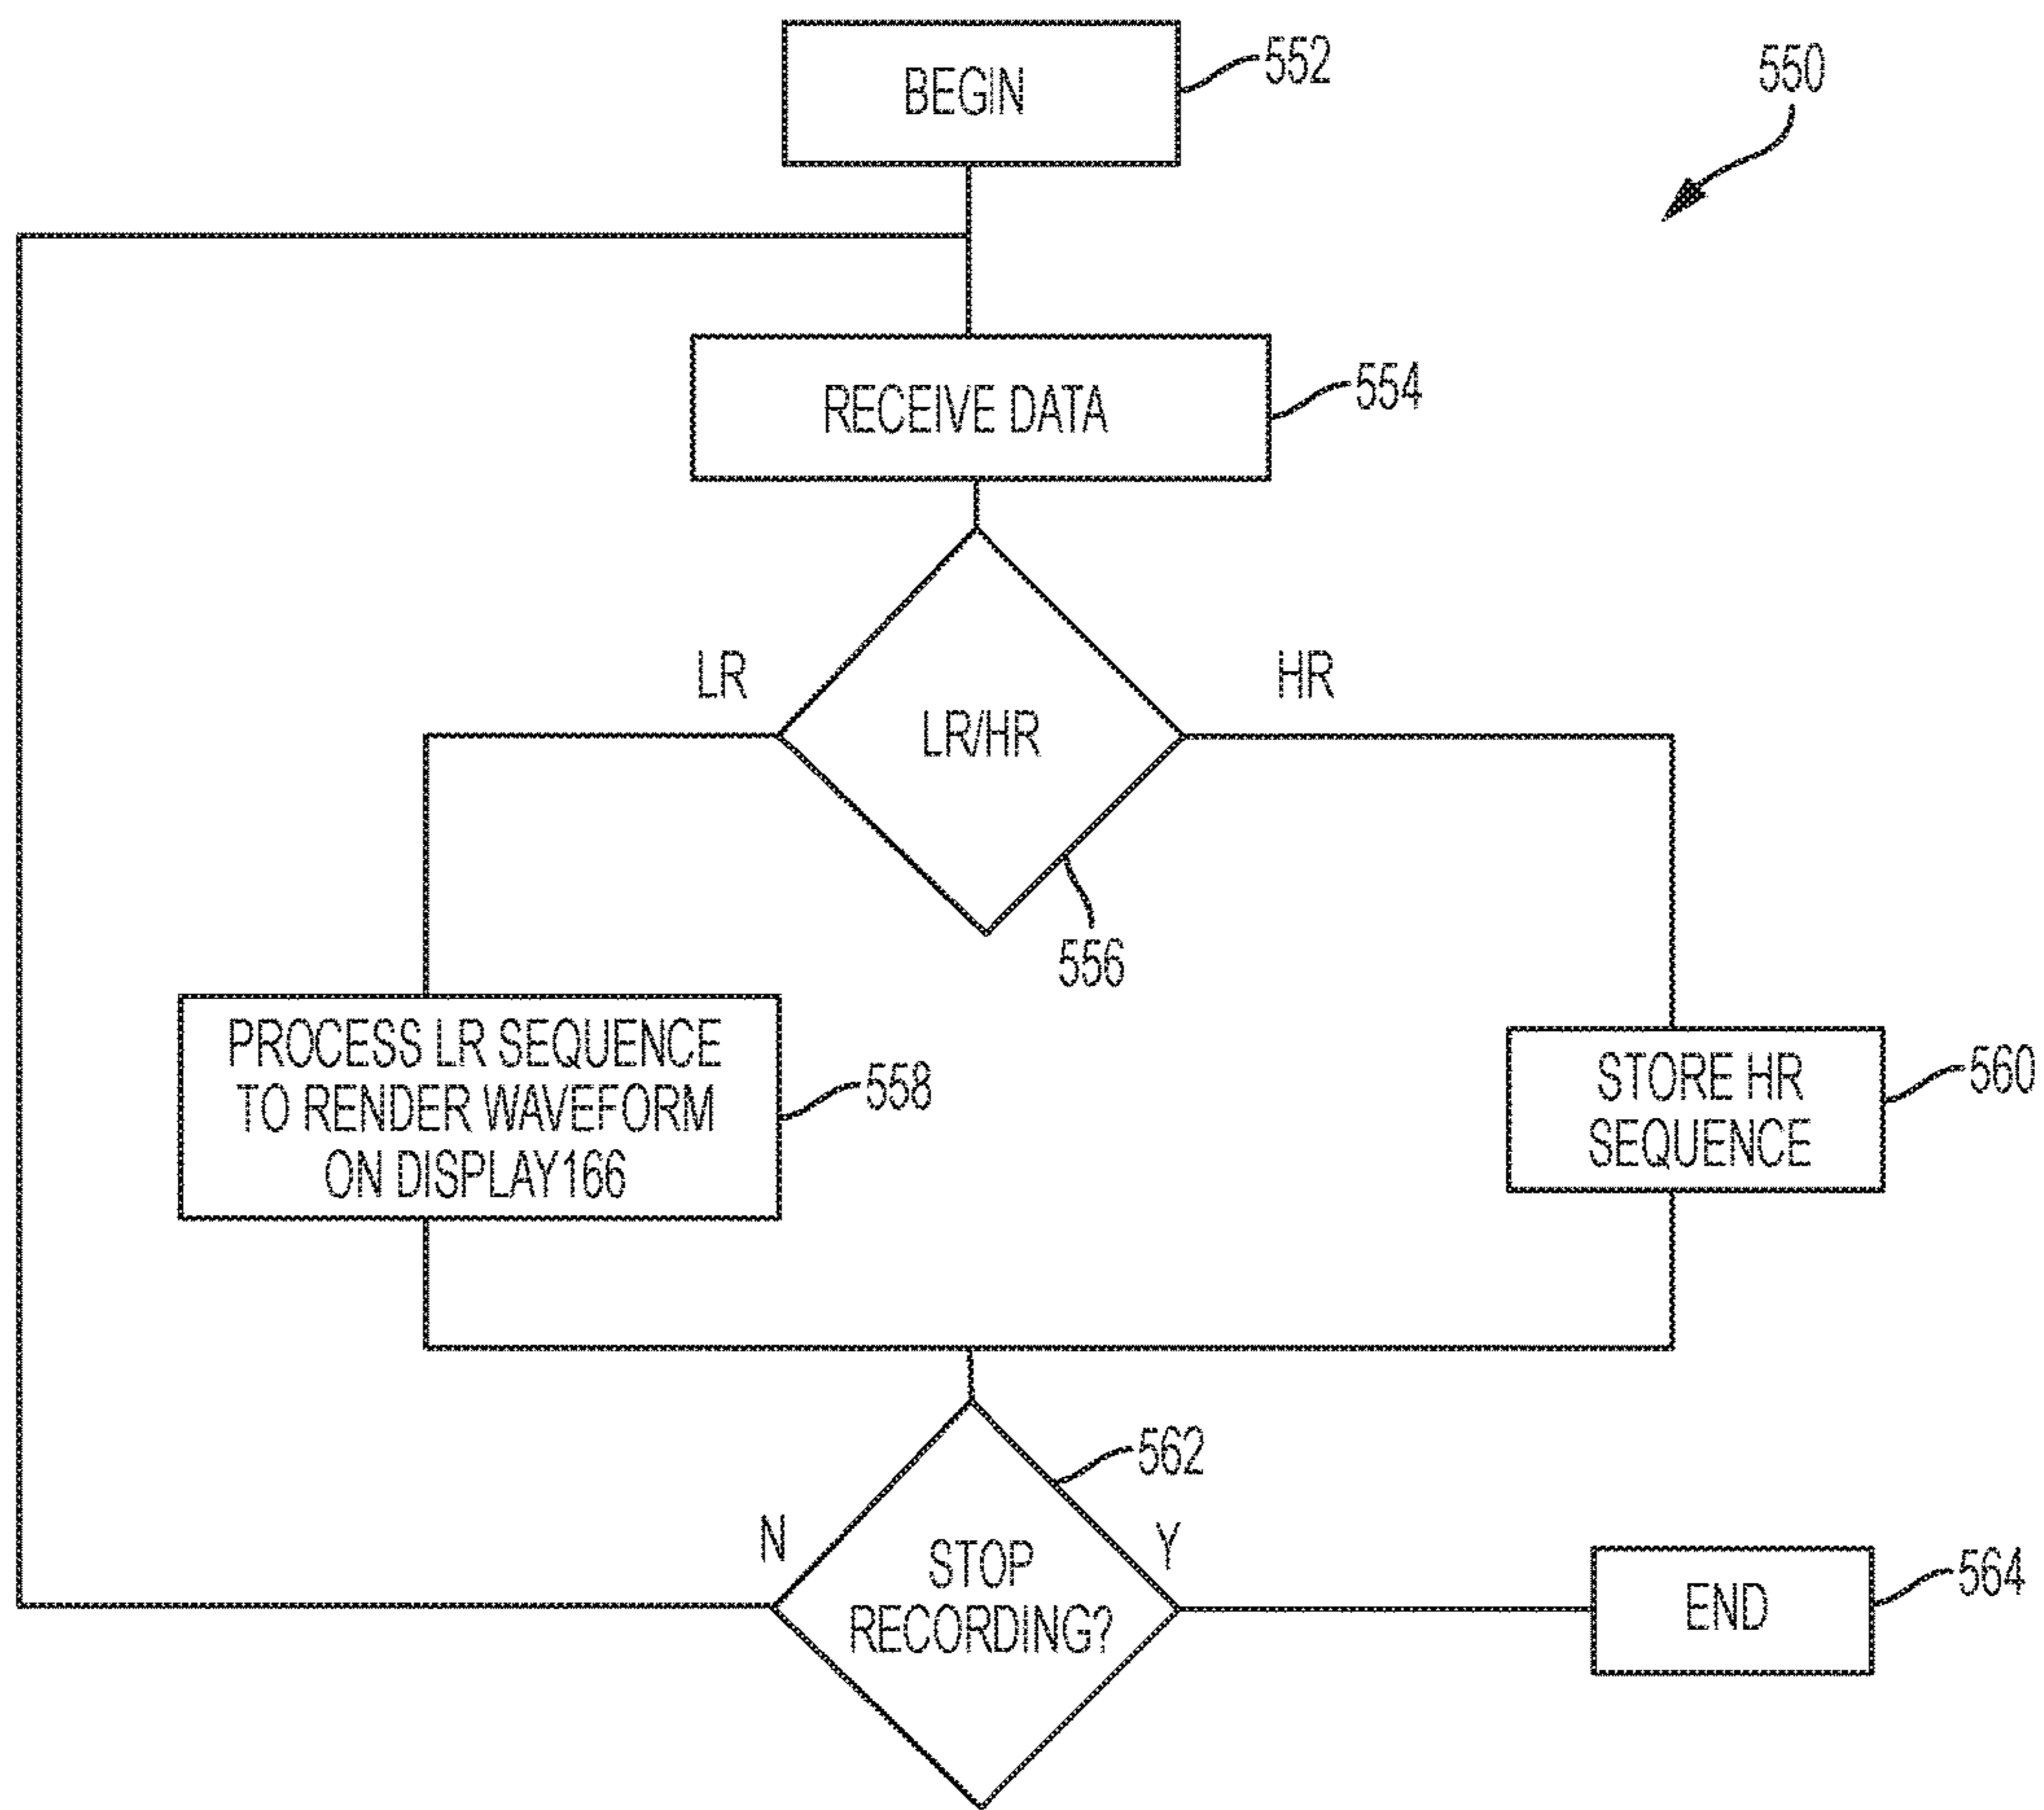 BEGIN
552
550
RECEIVE DATA
554
LR
HR
LR/HR
556
PROCESS LR SEQUENCE
TO RENDER WAVEFORM
ON DISPLAY166
558
STORE HR
SEQUENCE
560
562
N
Y
STOP
RECORDING?
END
564